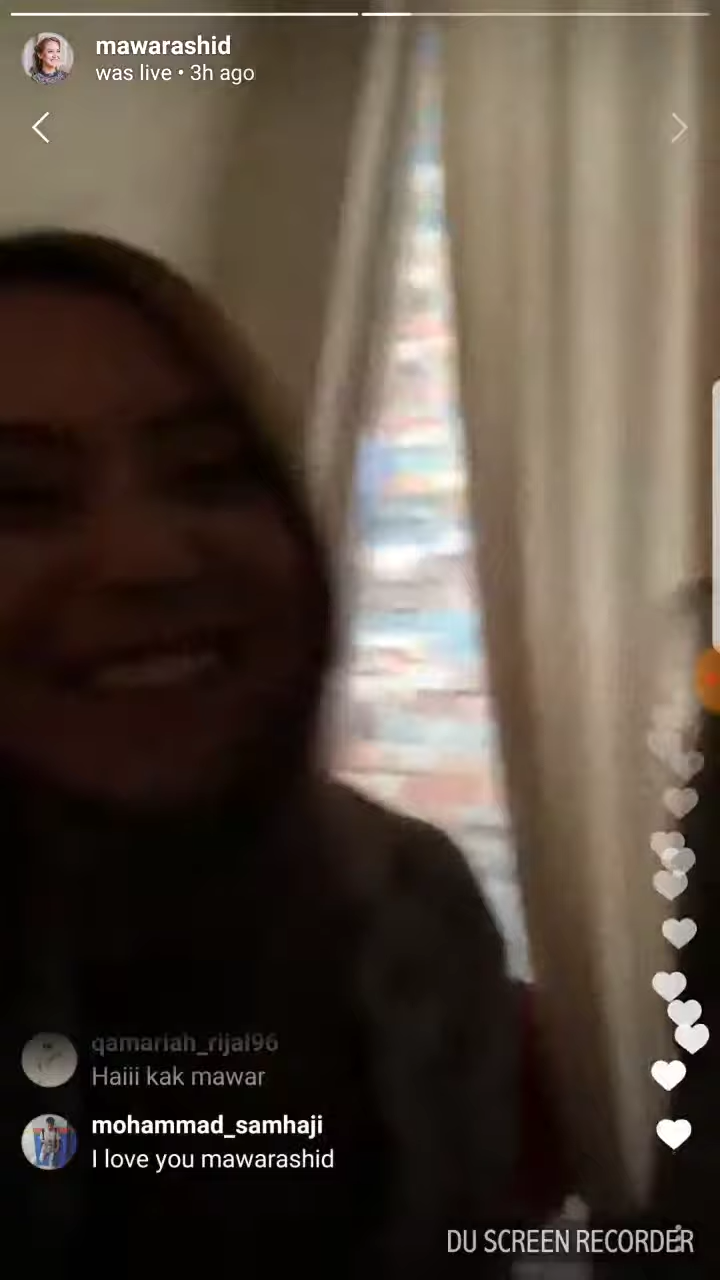 mawarashid
was live • 3h ago
qamariah_rijal96
Haiii kak mawar
mohammad_samhaji
I love you mawarashid
DU SCREEN RECORDER